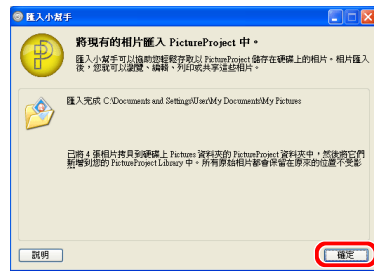 匯入小幫手
將現有的相片匯入 PictureProject 中。
匯入小幫手可以協助您輕鬆存取以 PictureProject 儲存在硬碟上的相片。相片匯入
後，您就可以瀏覽、編輯、列印或共享這些相片。
匯入完成 C:\Documents and Settings\User\My Documents\My Pictures
已將 4 張相片拷貝到硬碟上 Pictures 資料夾的 PictureProject 資料夾中，然後將它們
新增到您的 PictureProject Library 中。所有原始相片都會保留在原來的位置不受影
說明
確定